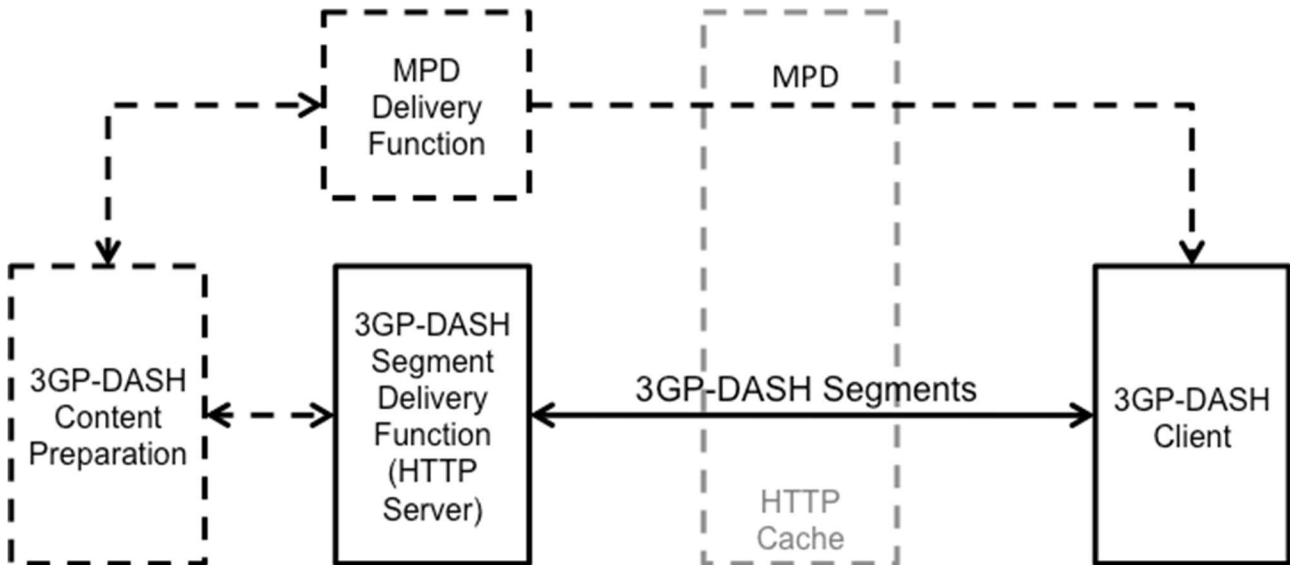 MPD
Delivery
Function
MPD
3GP-DASH
Content
Preparation
3GP-DASH
Segment
Delivery
Function
(HTTP
Server)
3GP-DASH Segments
HTTP
Cache
3GP-DASH
Client